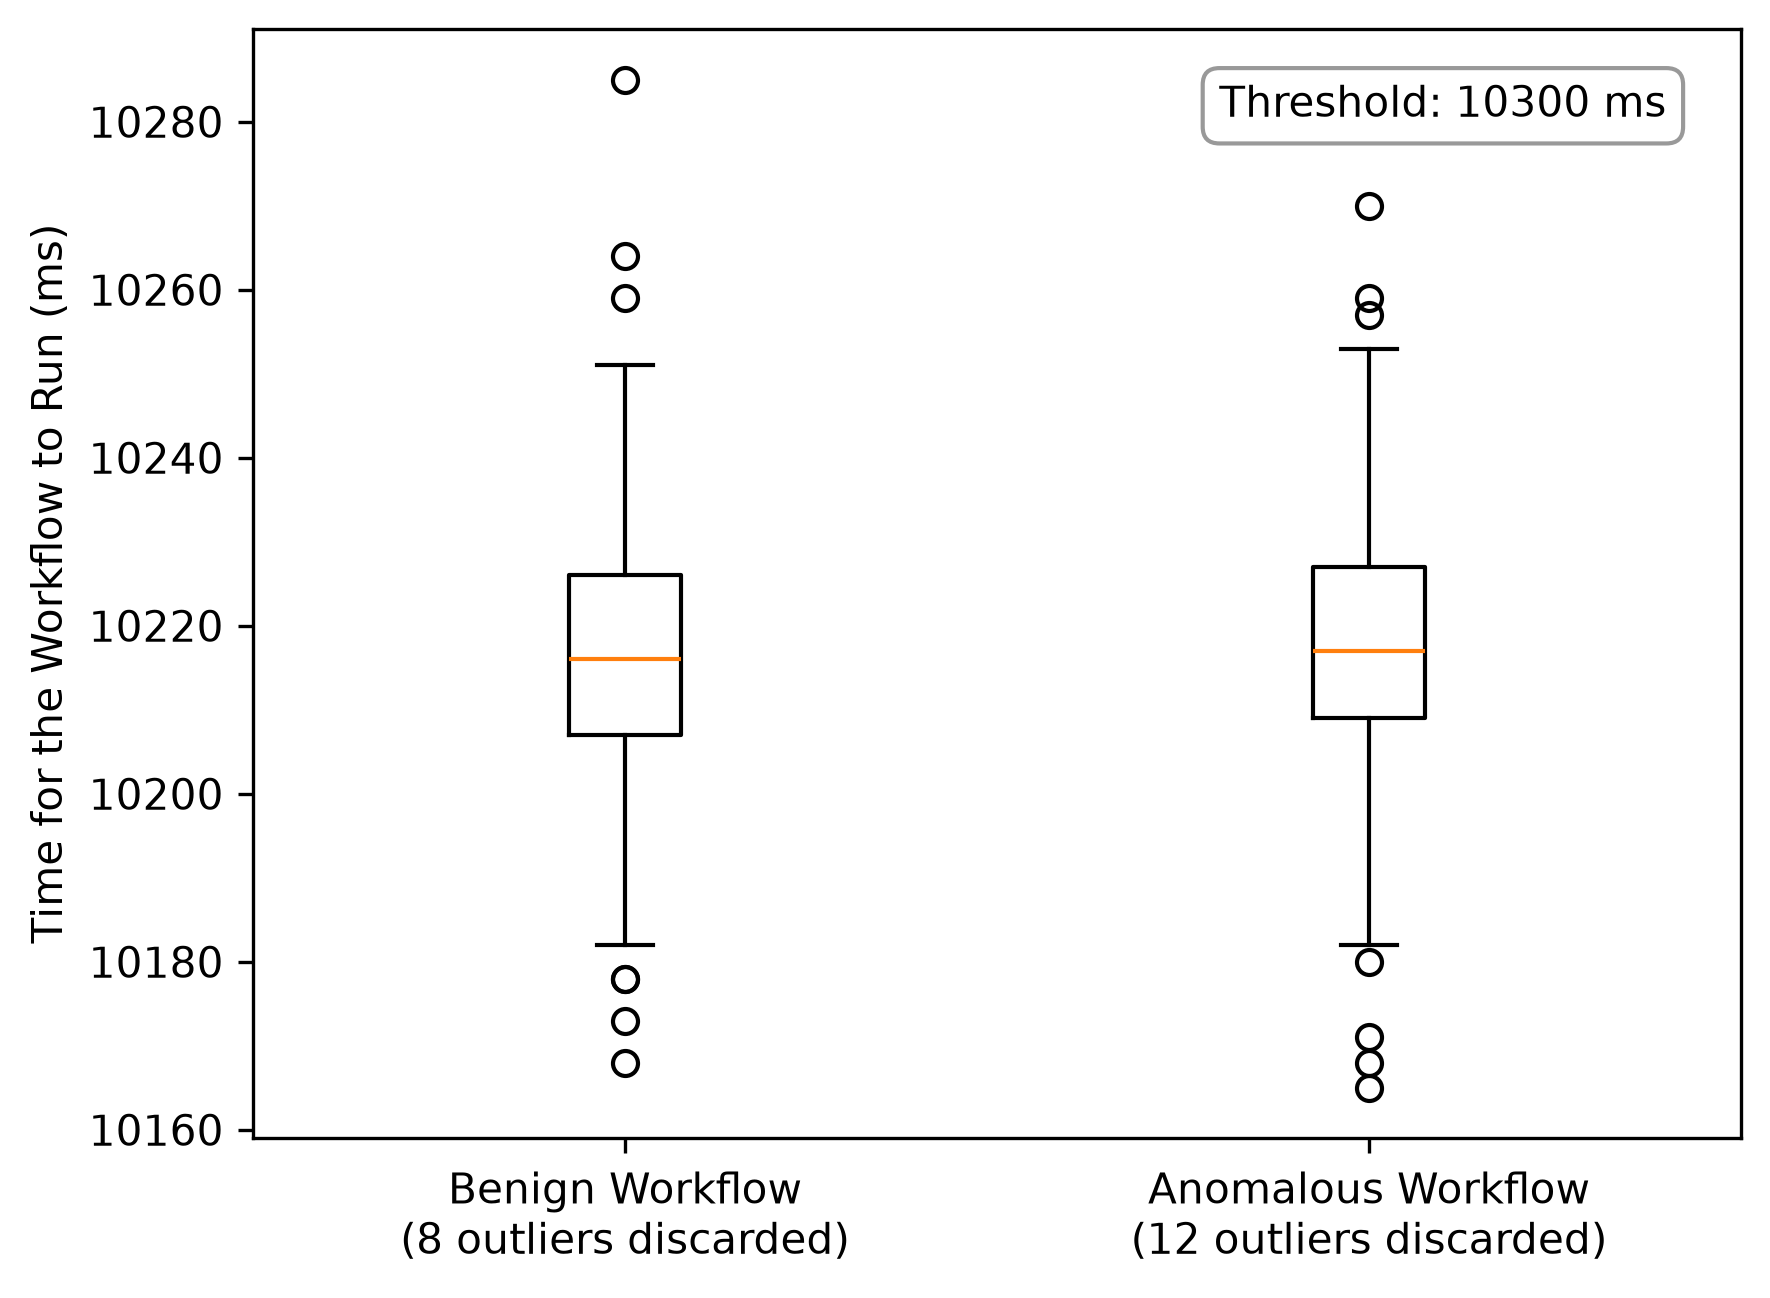 Threshold: 10300 ms
Time for the Workflow to Run (ms)
10280
10260
10240
10220
10200
10180
10160
Benign Workflow
(8 outliers discarded)
Anomalous Workflow
(12 outliers discarded)